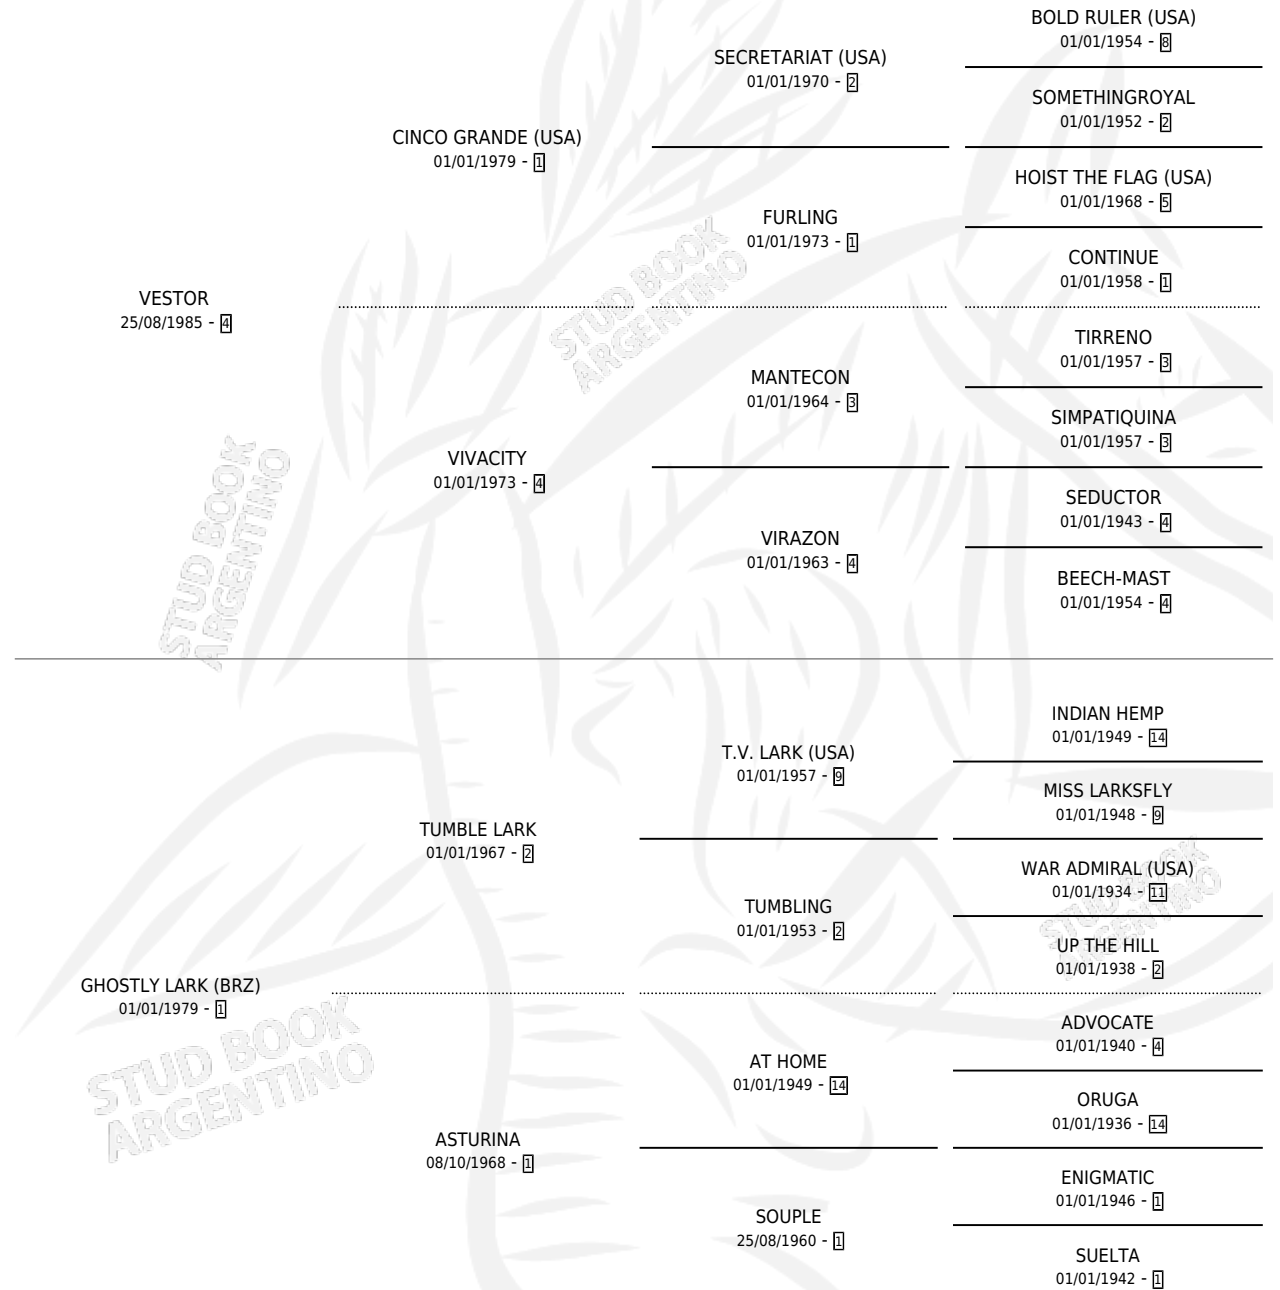 BOLD RULER (USA)
01/01/1954 - 8
SECRETARIAT (USA)
01/01/1970 - 2
SOMETHINGROYAL
01/01/1952 - 2
CINCO GRANDE (USA)
01/01/1979 - 1
HOIST THE FLAG (USA)
01/01/1968 - 5
FURLING
01/01/1973 - 1
CONTINUE
01/01/1958 - 1
VESTOR
25/08/1985 - 4
STUD BOOK
ARGENTINO
TIRRENO
01/01/1957 - 3
MANTECON
01/01/1964 - 3
SIMPATIQUINA
01/01/1957 - 3
VIVACITY
01/01/1973 - 4
SEDUCTOR
01/01/1943 - 4
VIRAZON
01/01/1963 - 4
BEECH-MAST
01/01/1954 - 4
STUD BOOK
ARGENTINO
INDIAN HEMP
01/01/1949 - 14
T.V. LARK (USA)
01/01/1957 - 9
MISS LARKSFLY
01/01/1948 - 9
TUMBLE LARK
01/01/1967 - 2
WAR ADMIRAL (USA)
01/01/1934 - 11
TUMBLING
01/01/1953 - 2
STUD BOOK
ARGENTINO
UP THE HILL
01/01/1938 - 2
GHOSTLY LARK (BRZ)
01/01/1979 - 1
STUD BOOK
ARGENTINO
ADVOCATE
01/01/1940 - 4
AT HOME
01/01/1949 - 14
ORUGA
01/01/1936 - 14
ASTURINA
08/10/1968 - 1
ENIGMATIC
01/01/1946 - 1
SOUPLE
25/08/1960 - 1
SUELTA
01/01/1942 - 1